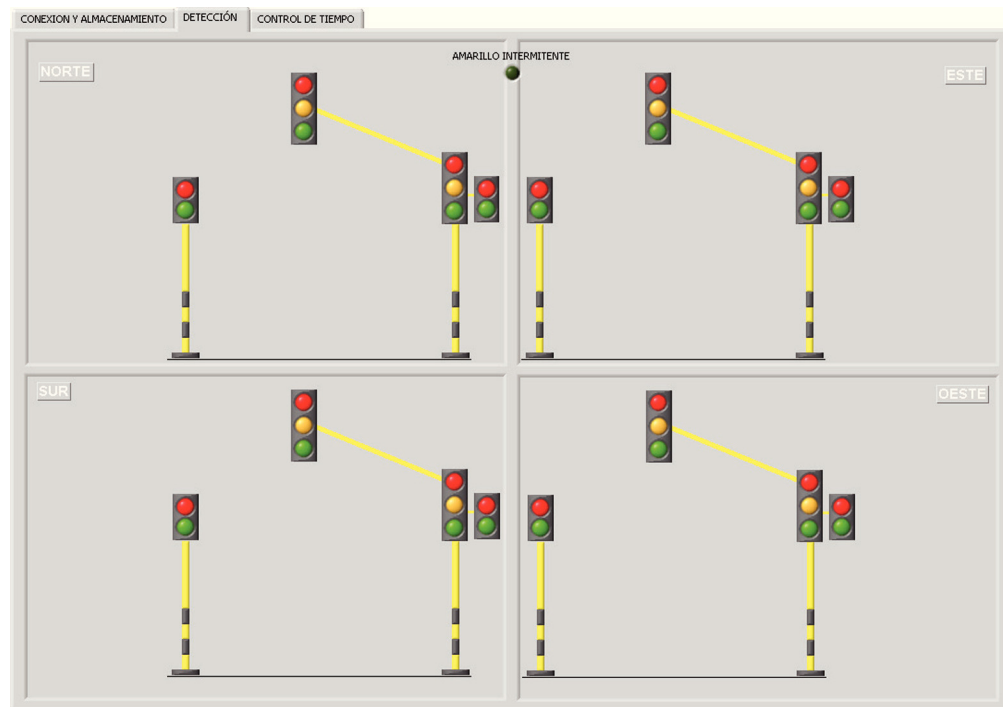 CONEXION Y ALMACENAMIENTO
DETECCIÓN
CONTROL DE TIEMPO
AMARILLO INTERMITENTE
NORTE
ESTE
SUR
OESTE